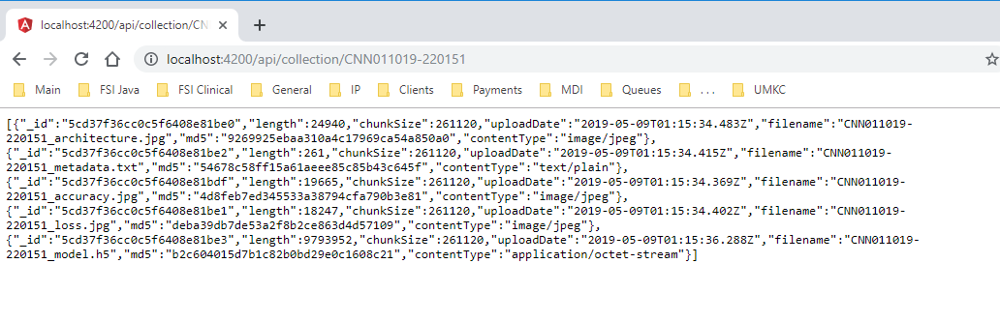 localhost:4200/api/collection/CN
localhost:4200/api/collection/CNN011019-220151
Main FSI Java FSI Clinical General IP Clients Payments MDI Queues ... UMKC
[{"_id":"5cd37f36cc0c5f6408e81be0","length":24940,"chunkSize":261120,"uploadDate":"2019-05-09T01:15:34.483Z","filename":"CNN011019-
220151_architecture.jpg","md5":"9269925ebaa310a4c17969ca54a850a0","contentType":"image/jpeg"},
{"_id":"5cd37f36cc0c5f6408e81be2","length":261,"chunkSize":261120,"uploadDate":"2019-05-09T01:15:34.415Z","filename":"CNN011019-
220151_metadata.txt","md5":"54678c58ff15a61aeee85c85b43c645f","contentType":"text/plain"},
{"_id":"5cd37f36cc0c5f6408e81bdf","length":19665,"chunkSize":261120,"uploadDate":"2019-05-09T01:15:34.369Z","filename":"CNN011019-
220151_accuracy.jpg","md5":"4d8feb7ed345533a38794cfa790b3e81","contentType":"image/jpeg"},
{"_id":"5cd37f36cc0c5f6408e81be1","length":18247,"chunkSize":261120,"uploadDate":"2019-05-09T01:15:34.402Z","filename":"CNN011019-
220151_loss.jpg","md5":"deba39db7de53a2f8b2ce863d4d57109","contentType":"image/jpeg"},
{"_id":"5cd37f36cc0c5f6408e81be3","length":9793952,"chunkSize":261120,"uploadDate":"2019-05-09T01:15:36.288Z","filename":"CNN011019-
220151_model.h5","md5":"b2c604015d7b1c82b0bd29e0c1608c21","contentType":"application/octet-stream"}]